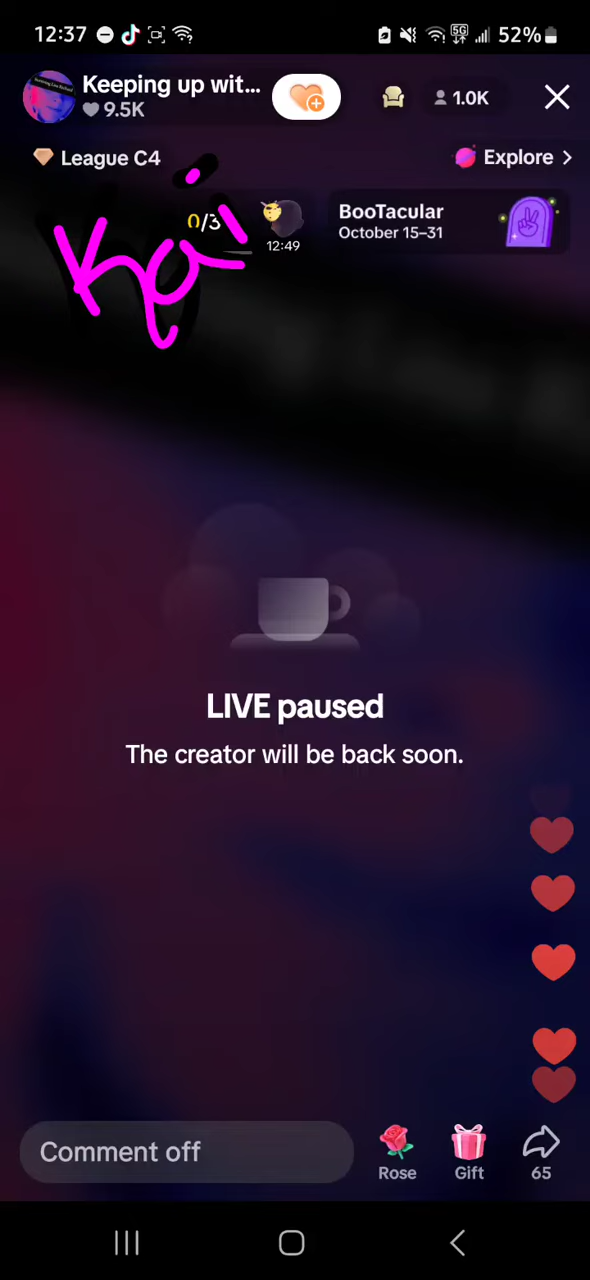 12:37 5G 52%
Keeping up wit...
9.5K
1.0K
League C4
Explore
Kai
0/3
12:49
BooTacular
October 15–31
LIVE paused
The creator will be back soon.
Comment off
Rose
Gift
65